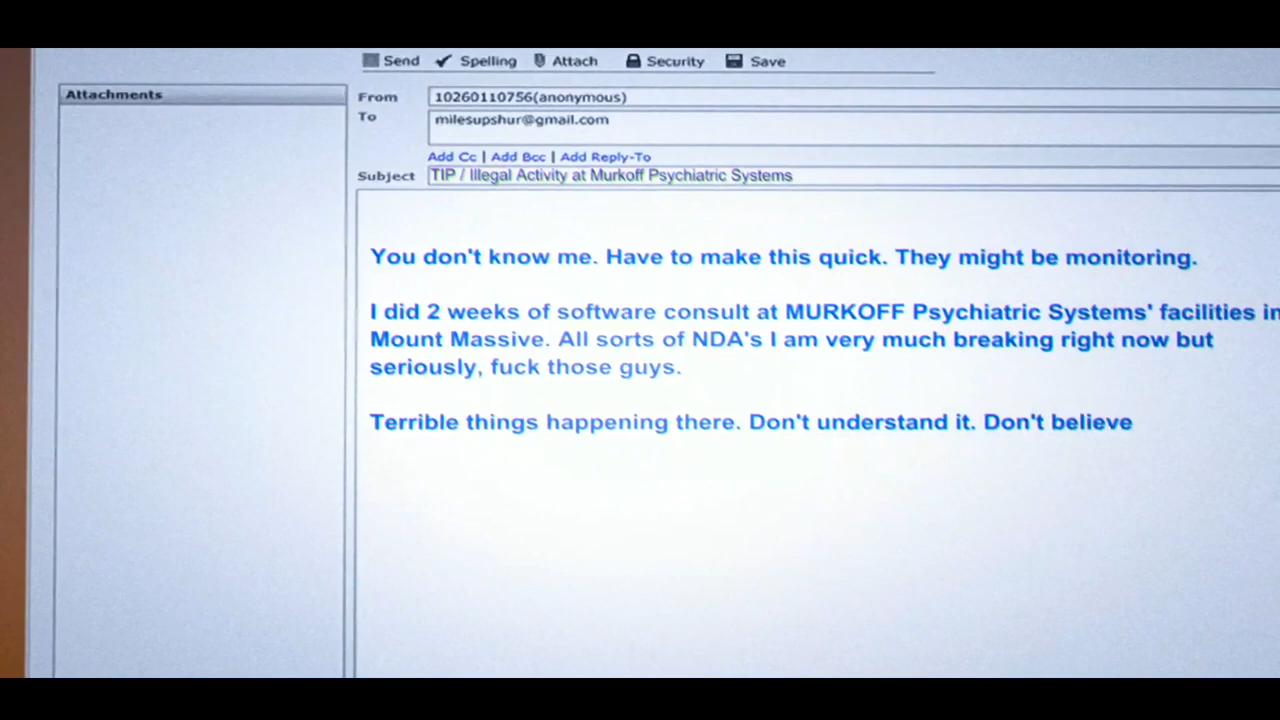 Send Spelling Attach Security Save
Attachments
From 10260110756(anonymous)
To milesupshur@gmail.com
Add Cc | Add Bcc | Add Reply-To
Subject TIP / Illegal Activity at Murkoff Psychiatric Systems
You don't know me. Have to make this quick. They might be monitoring.
I did 2 weeks of software consult at MURKOFF Psychiatric Systems' facilities in
Mount Massive. All sorts of NDA's I am very much breaking right now but
seriously, fuck those guys.
Terrible things happening there. Don't understand it. Don't believe